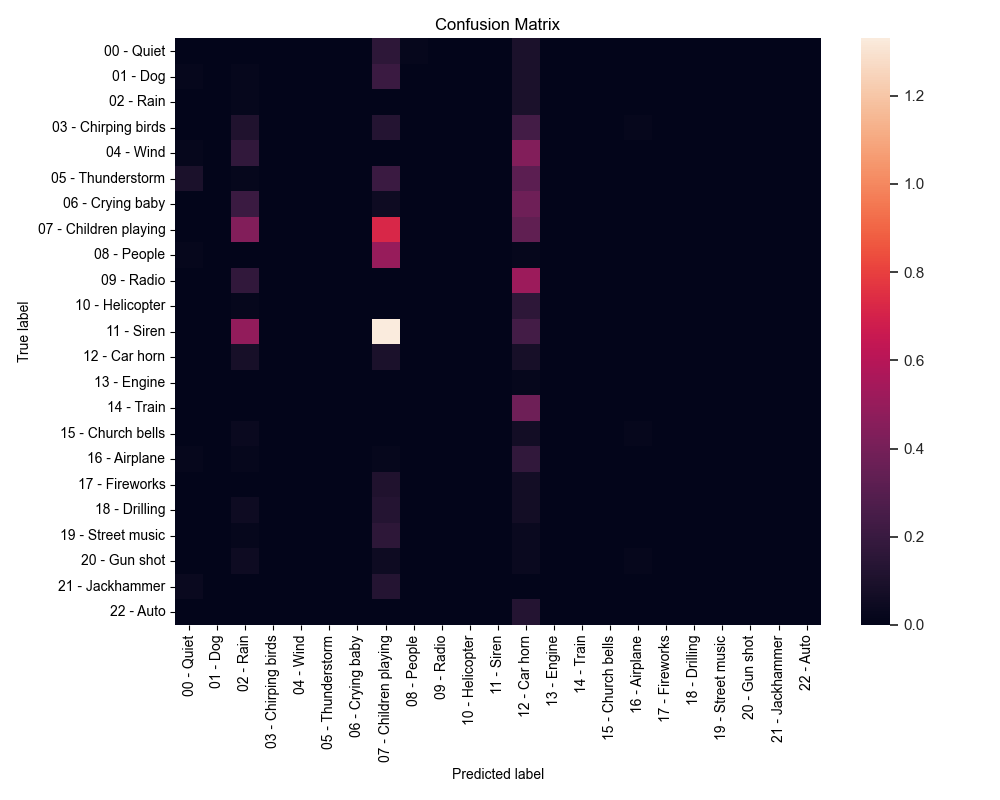 Confusion Matrix
True label
00 - Quiet
01 - Dog
02 - Rain
03 - Chirping birds
04 - Wind
05 - Thunderstorm
06 - Crying baby
07 - Children playing
08 - People
09 - Radio
10 - Helicopter
11 - Siren
12 - Car horn
13 - Engine
14 - Train
15 - Church bells
16 - Airplane
17 - Fireworks
18 - Drilling
19 - Street music
20 - Gun shot
21 - Jackhammer
22 - Auto
1.2
1.0
0.8
0.6
0.4
0.2
0.0
00 - Quiet
01 - Dog
02 - Rain
03 - Chirping birds
04 - Wind
05 - Thunderstorm
06 - Crying baby
07 - Children playing
08 - People
09 - Radio
10 - Helicopter
11 - Siren
12 - Car horn
13 - Engine
14 - Train
15 - Church bells
16 - Airplane
17 - Fireworks
18 - Drilling
19 - Street music
20 - Gun shot
21 - Jackhammer
22 - Auto
Predicted label